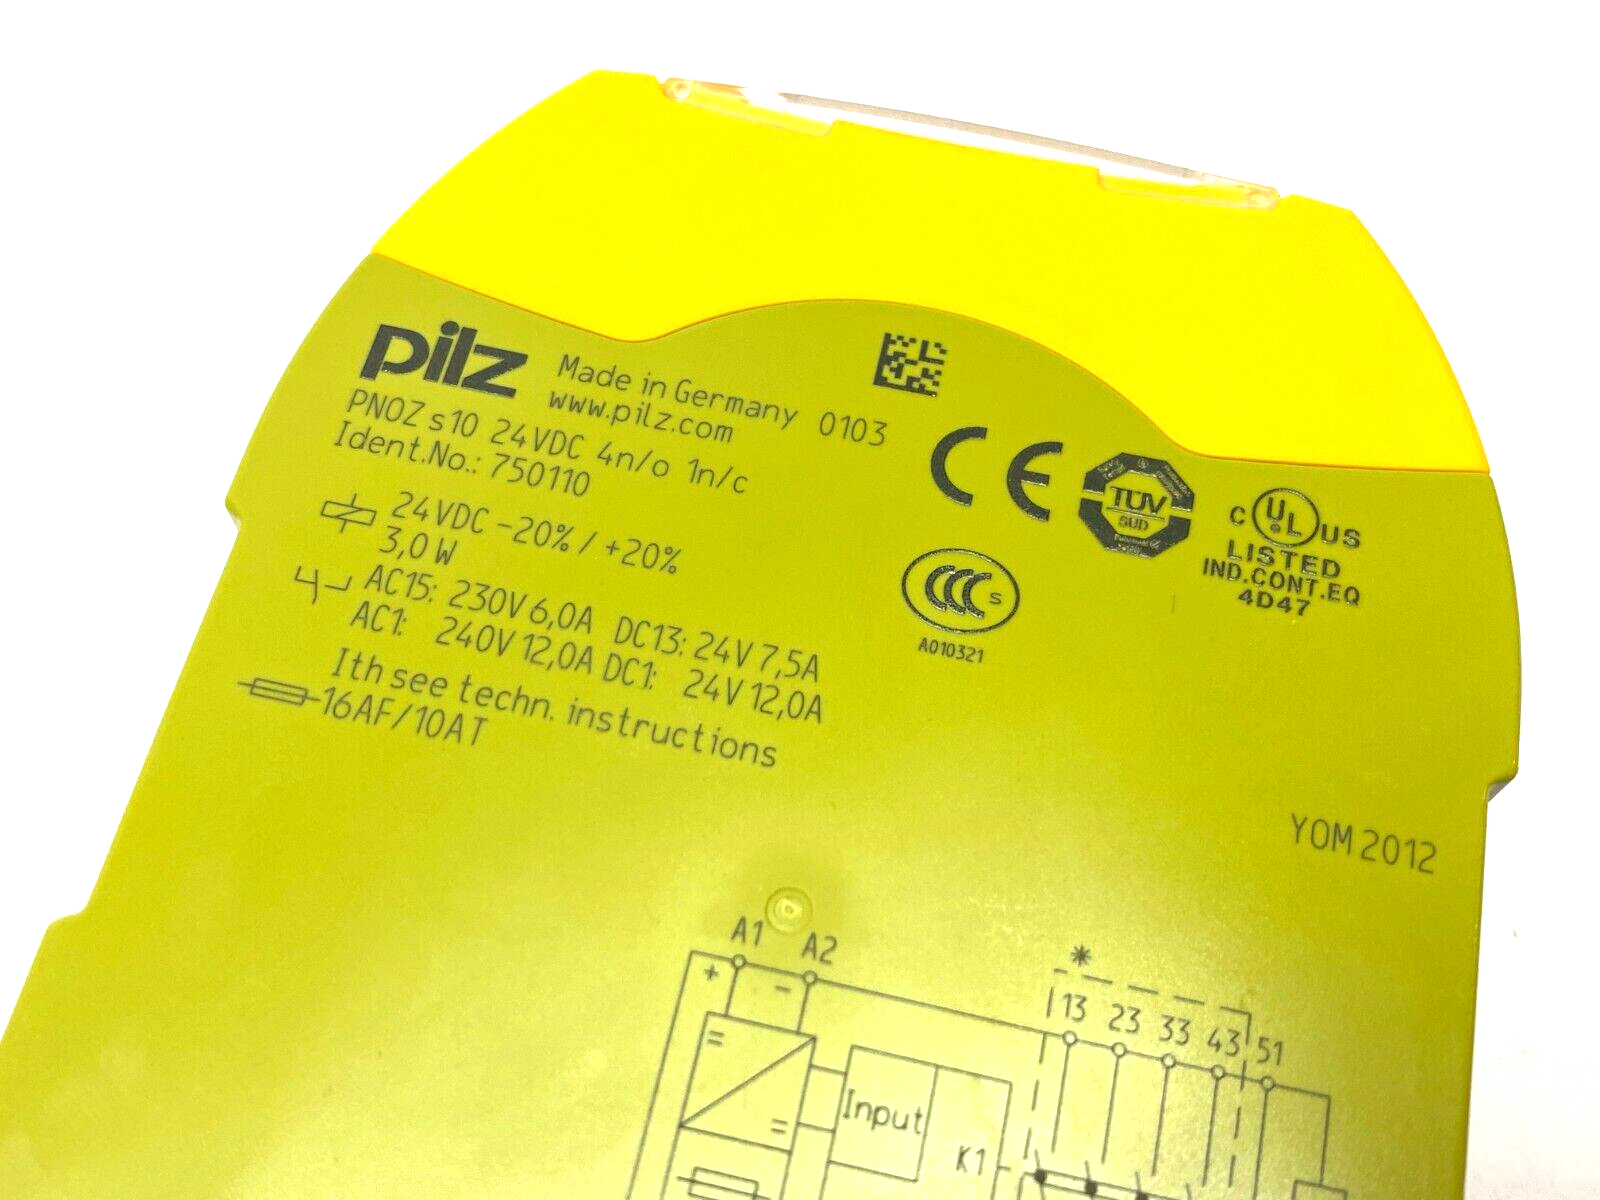 pilz
Made in Germany 0103
www.pilz.com
PNOZ s10 24VDC 4n/o 1n/c
Ident.No.: 750110
24VDC -20% / +20%
3,0 W
AC15: 230V 6,0A DC13: 24V 7,5A
AC1: 240V 12,0A DC1: 24V 12,0A
Ith see techn. instructions
16AF/10AT
CE
TÜV
SÜD
C UL US
LISTED
IND.CONT.EQ
4D47
CCC S
A010321
YOM 2012
A1 A2
+ -
*
13 23 33 43 51
=
=
Input
K1